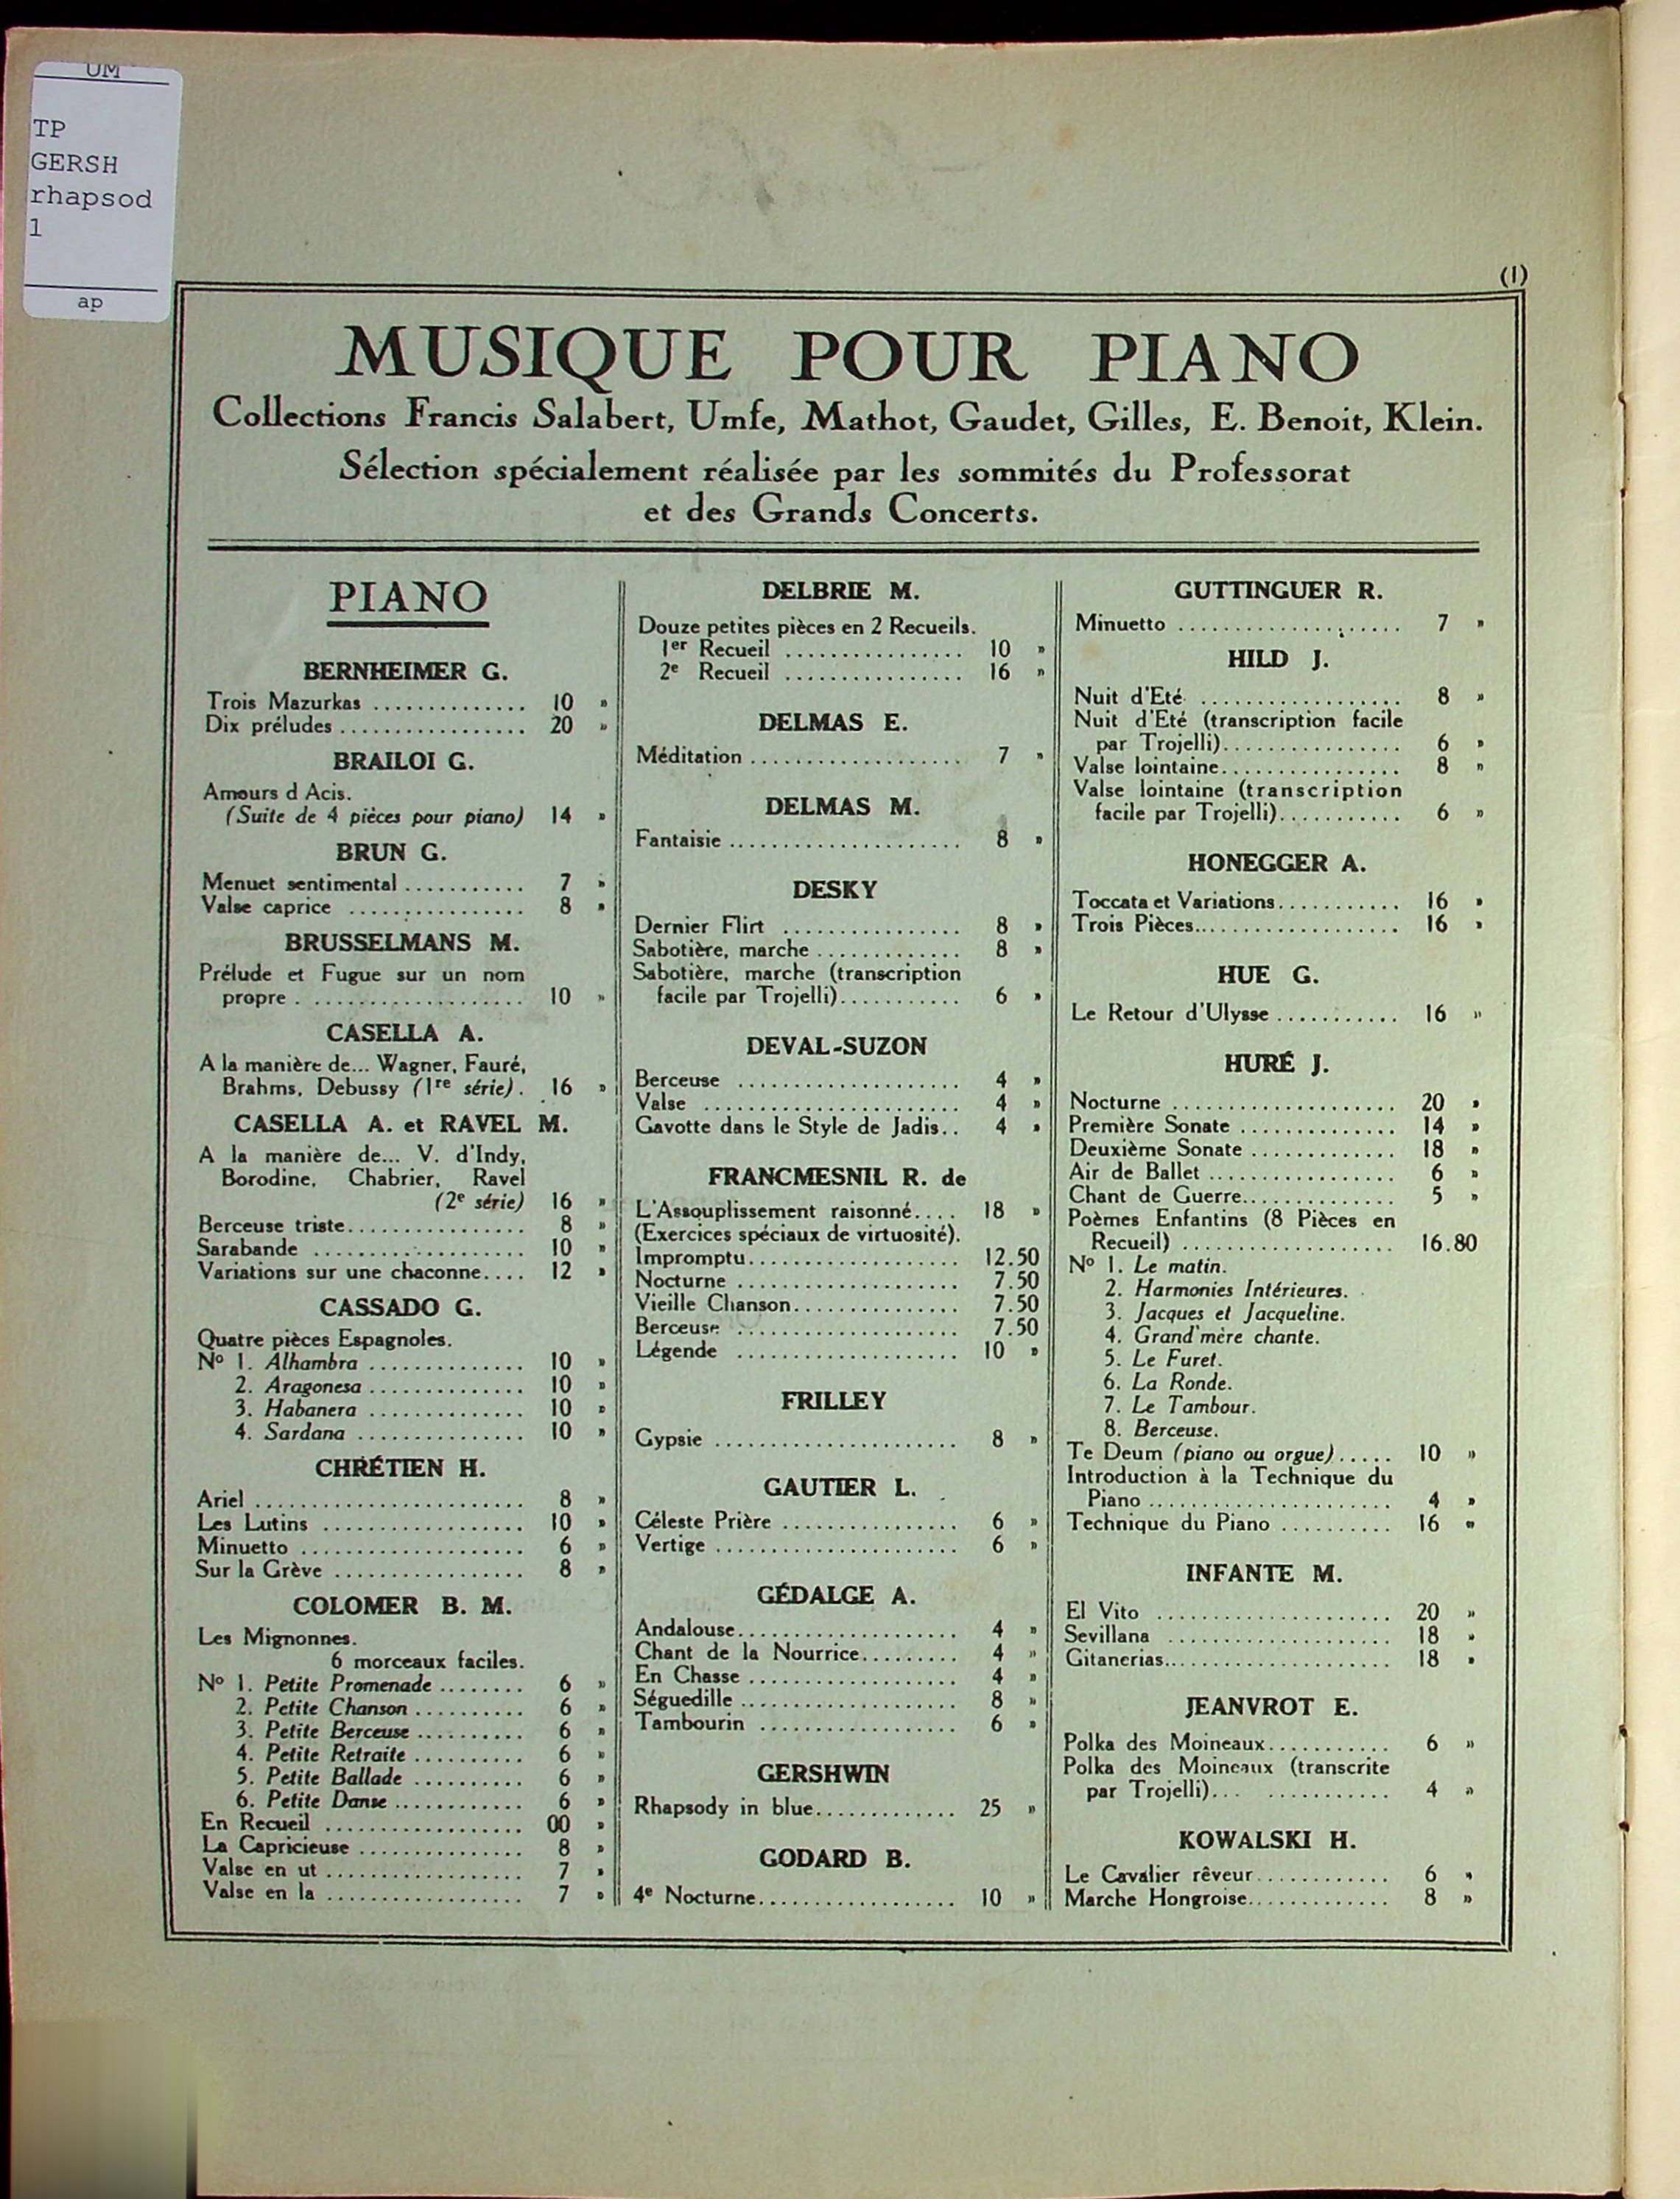 UM
TP
GERSH
rhapsod
1
ap
(1)
MUSIQUE POUR PIANO
Collections Francis Salabert, Umfe, Mathot, Gaudet, Gilles, E. Benoit, Klein.
Sélection spécialement réalisée par les sommités du Professorat
et des Grands Concerts.
PIANO
BERNHEIMER G.
Trois Mazurkas .............. 10 »
Dix préludes ................. 20 »
BRAILOI G.
Amours d Acis.
(Suite de 4 pièces pour piano) 14 »
BRUN G.
Menuet sentimental ........... 7 »
Valse caprice ................ 8 »
BRUSSELMANS M.
Prélude et Fugue sur un nom
propre . ................... 10 »
CASELLA A.
A la manière de... Wagner, Fauré,
Brahms, Debussy (1re série). 16 »
CASELLA A. et RAVEL M.
A la manière de... V. d'Indy,
Borodine, Chabrier, Ravel
(2e série) 16 »
Berceuse triste................ 8 »
Sarabande ................... 10 »
Variations sur une chaconne.... 12 »
CASSADO G.
Quatre pièces Espagnoles.
No 1. Alhambra .............. 10 »
2. Aragonesa .............. 10 »
3. Habanera .............. 10 »
4. Sardana ............... 10 »
CHRÉTIEN H.
Ariel ........................ 8 »
Les Lutins .................. 10 »
Minuetto .................... 6 »
Sur la Grève ................. 8 »
COLOMER B. M.
Les Mignonnes.
6 morceaux faciles.
No 1. Petite Promenade ........ 6 »
2. Petite Chanson .......... 6 »
3. Petite Berceuse .......... 6 »
4. Petite Retraite .......... 6 »
5. Petite Ballade .......... 6 »
6. Petite Danse ............ 6 »
En Recueil .................. 00 »
La Capricieuse ............... 8 »
Valse en ut .................. 7 »
Valse en la .................. 7 »
DELBRIE M.
Douze petites pièces en 2 Recueils.
1er Recueil ................ 10 »
2e Recueil ................ 16 »
DELMAS E.
Méditation ................... 7 »
DELMAS M.
Fantaisie ..................... 8 »
DESKY
Dernier Flirt ................ 8 »
Sabotière, marche ............. 8 »
Sabotière, marche (transcription
facile par Trojelli)........... 6 »
DEVAL-SUZON
Berceuse .................... 4 »
Valse ....................... 4 »
Gavotte dans le Style de Jadis.. 4 »
FRANCMESNIL R. de
L'Assouplissement raisonné.... 18 »
(Exercices spéciaux de virtuosité).
Impromptu................... 12.50
Nocturne .................... 7.50
Vieille Chanson............... 7.50
Berceuse .................... 7.50
Légende .................... 10 »
FRILLEY
Gypsie ...................... 8 »
GAUTIER L.
Céleste Prière ................ 6 »
Vertige ...................... 6 »
GÉDALGE A.
Andalouse.................... 4 »
Chant de la Nourrice......... 4 »
En Chasse ................... 4 »
Séguedille .................... 8 »
Tambourin .................. 6 »
GERSHWIN
Rhapsody in blue............. 25 »
GODARD B.
4e Nocturne.................. 10 »
GUTTINGUER R.
Minuetto .................... 7 »
HILD J.
Nuit d'Eté .................. 8 »
Nuit d'Eté (transcription facile
par Trojelli)................ 6 »
Valse lointaine................ 8 »
Valse lointaine (transcription
facile par Trojelli)........... 6 »
HONEGGER A.
Toccata et Variations........... 16 »
Trois Pièces................... 16 »
HUE G.
Le Retour d'Ulysse ........... 16 »
HURÉ J.
Nocturne .................... 20 »
Première Sonate .............. 14 »
Deuxième Sonate ............. 18 »
Air de Ballet ................. 6 »
Chant de Guerre.............. 5 »
Poèmes Enfantins (8 Pièces en
Recueil) ................... 16.80
No 1. Le matin.
2. Harmonies Intérieures.
3. Jacques et Jacqueline.
4. Grand'mère chante.
5. Le Furet.
6. La Ronde.
7. Le Tambour.
8. Berceuse.
Te Deum (piano ou orgue)..... 10 »
Introduction à la Technique du
Piano ...................... 4 »
Technique du Piano .......... 16 »
INFANTE M.
El Vito ..................... 20 »
Sevillana .................... 18 »
Gitanerias..................... 18 »
JEANVROT E.
Polka des Moineaux........... 6 »
Polka des Moineaux (transcrite
par Trojelli)... ........... 4 »
KOWALSKI H.
Le Cavalier rêveur............ 6 »
Marche Hongroise............. 8 »